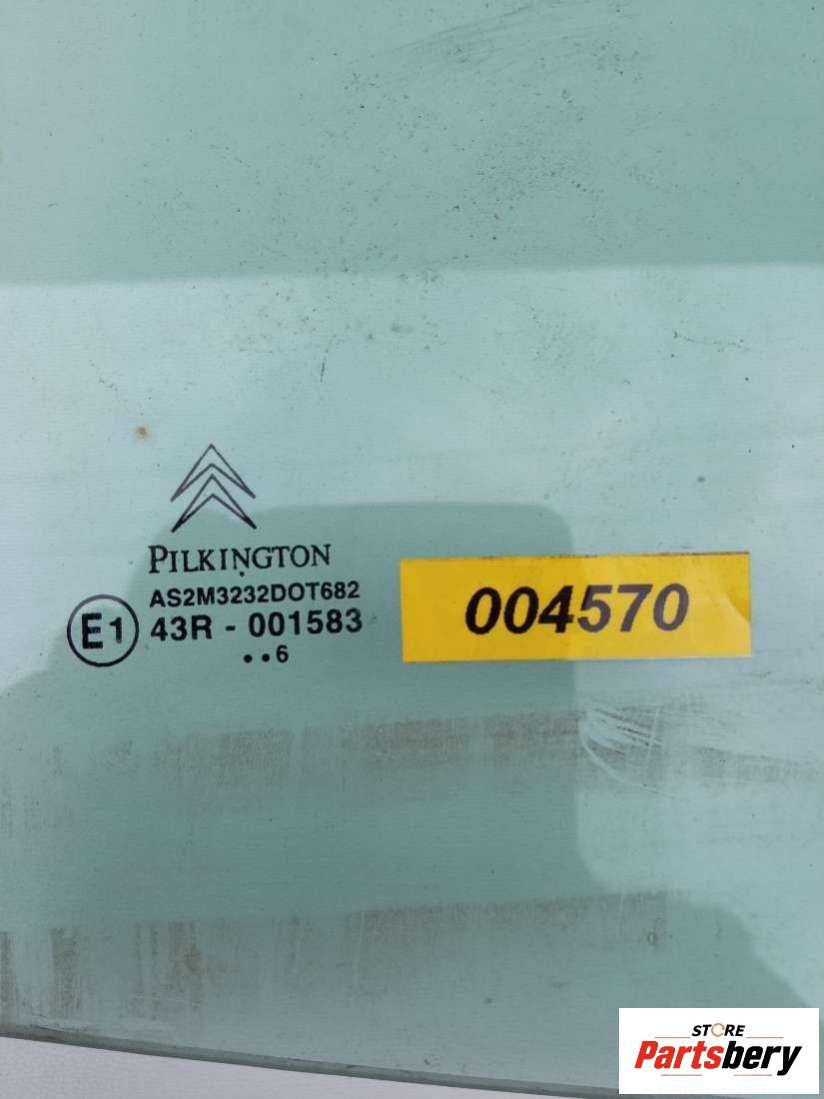 PILKINGTON
AS2M3232DOT682
E1 43R - 001583
••6
004570
STORE
Partsbery